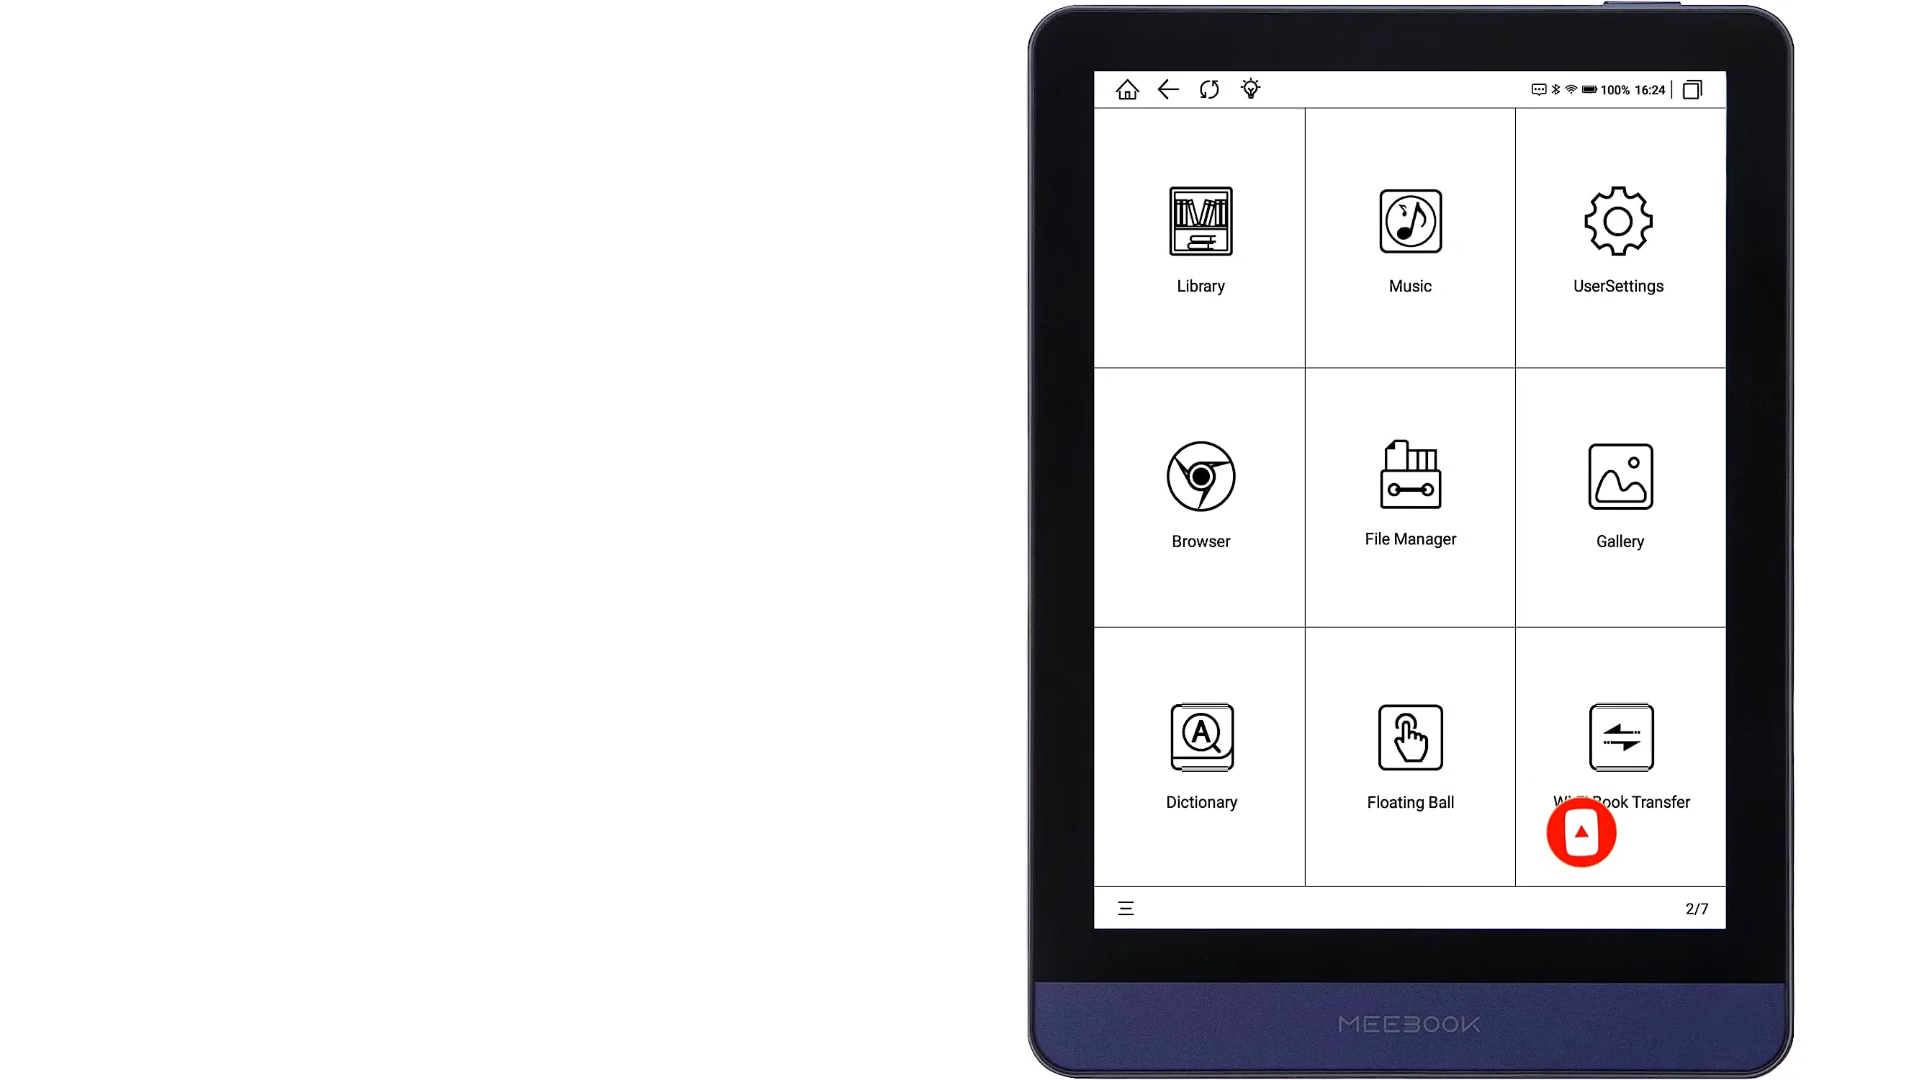 100% 16:24
Library
Music
UserSettings
Browser
File Manager
Gallery
Dictionary
Floating Ball
Book Transfer
2/7
MEEBOOK